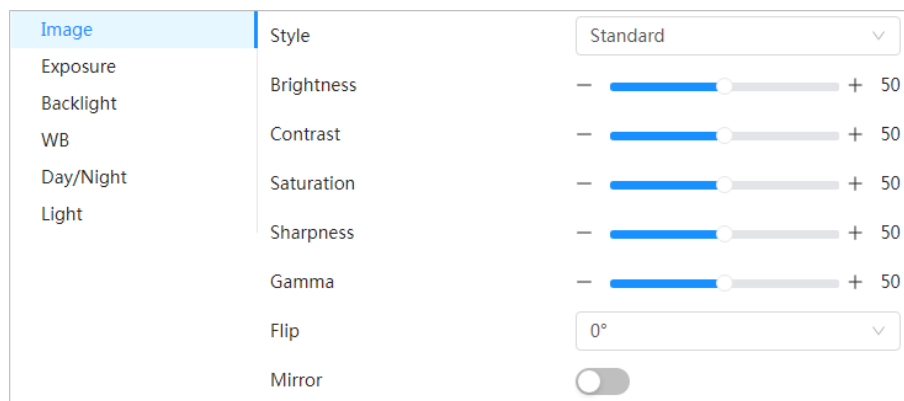 Image
Exposure
Backlight
WB
Day/Night
Light
Style Standard
Brightness − + 50
Contrast − + 50
Saturation − + 50
Sharpness − + 50
Gamma − + 50
Flip 0°
Mirror